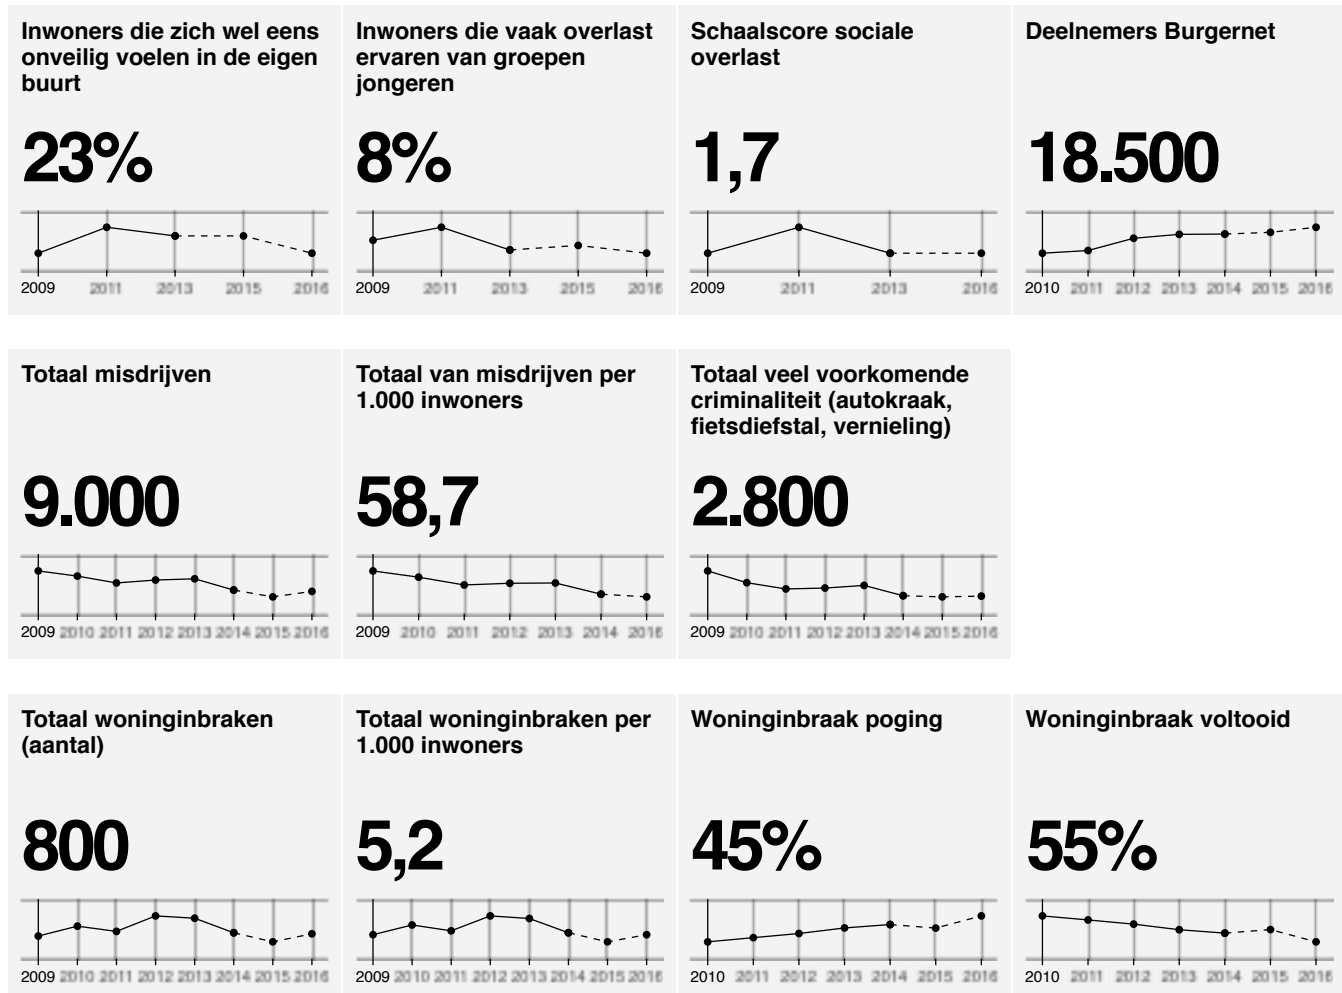 Inwoners die zich wel eens
onveilig voelen in de eigen
buurt
23%
2009 2011 2013 2015 2016
Inwoners die vaak overlast
ervaren van groepen
jongeren
8%
2009 2011 2013 2015 2016
Schaalscore sociale
overlast
1,7
2009 2011 2013 2016
Deelnemers Burgernet
18.500
2010 2011 2012 2013 2014 2015 2016
Totaal misdrijven
9.000
2009 2010 2011 2012 2013 2014 2015 2016
Totaal van misdrijven per
1.000 inwoners
58,7
2009 2010 2011 2012 2013 2014 2016
Totaal veel voorkomende
criminaliteit (autokraak,
fietsdiefstal, vernieling)
2.800
2009 2010 2011 2012 2013 2014 2015 2016
Totaal woninginbraken
(aantal)
800
2009 2010 2011 2012 2013 2014 2015 2016
Totaal woninginbraken per
1.000 inwoners
5,2
2009 2010 2011 2012 2013 2014 2015 2016
Woninginbraak poging
45%
2010 2011 2012 2013 2014 2015 2016
Woninginbraak voltooid
55%
2010 2011 2012 2013 2014 2015 2016